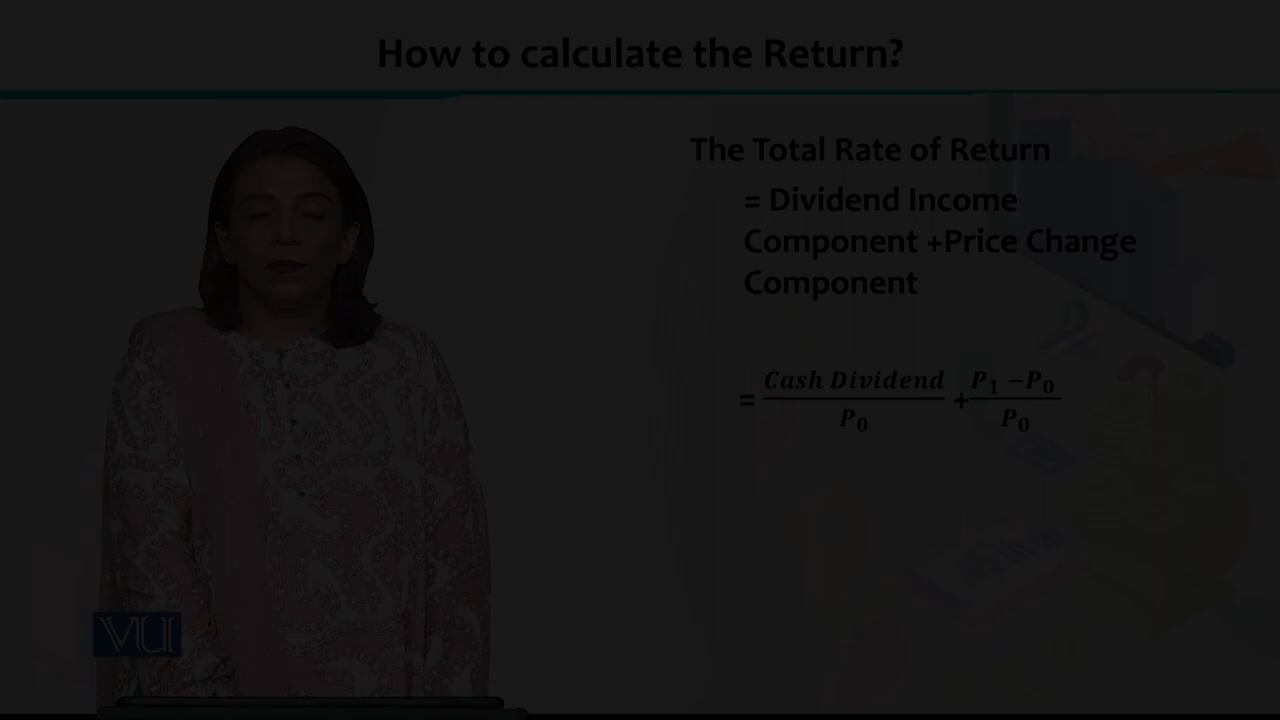 How to calculate the Return?
The Total Rate of Return
= Dividend Income
Component +Price Change
Component
= Cash Dividend / P₀ + P₁ − P₀ / P₀
VU